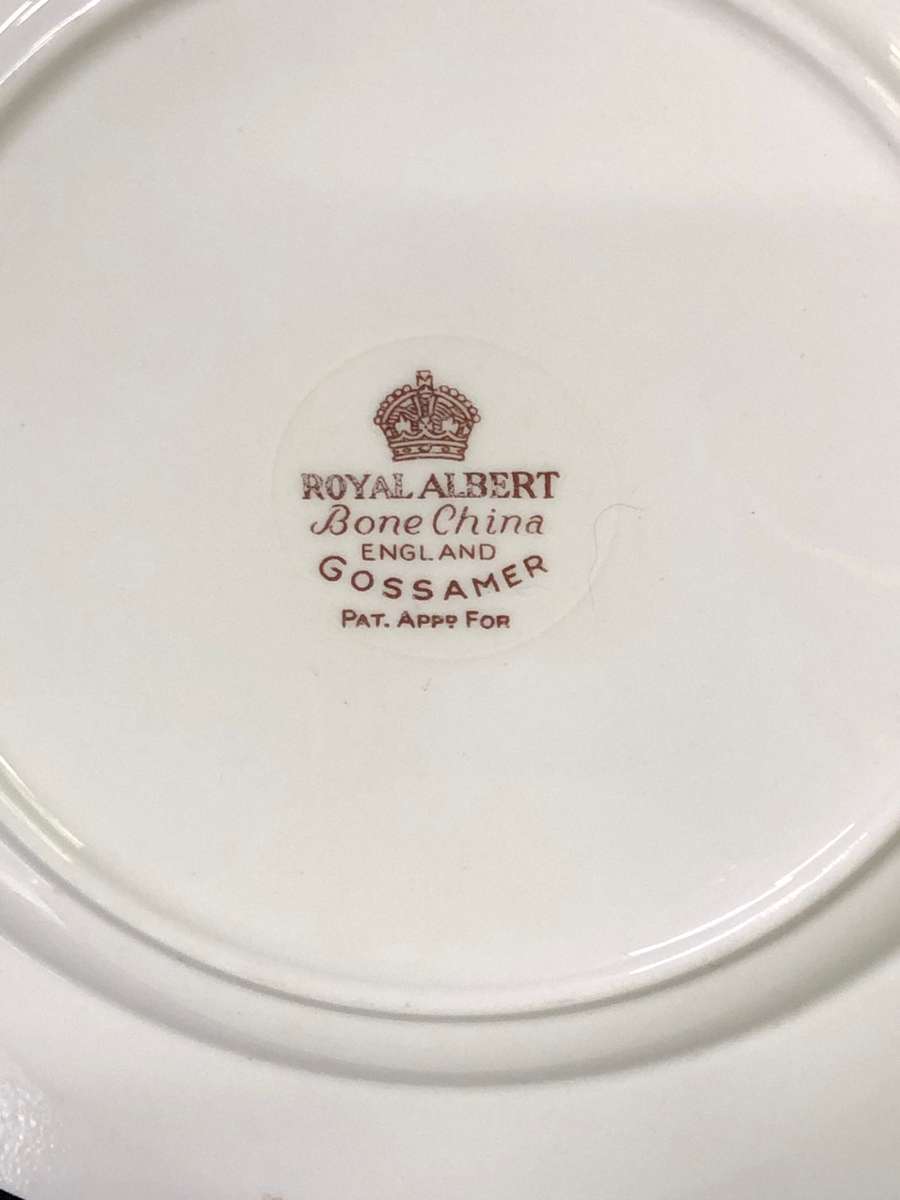 ROYAL ALBERT
Bone China
ENGLAND
GOSSAMER
PAT. APPD FOR